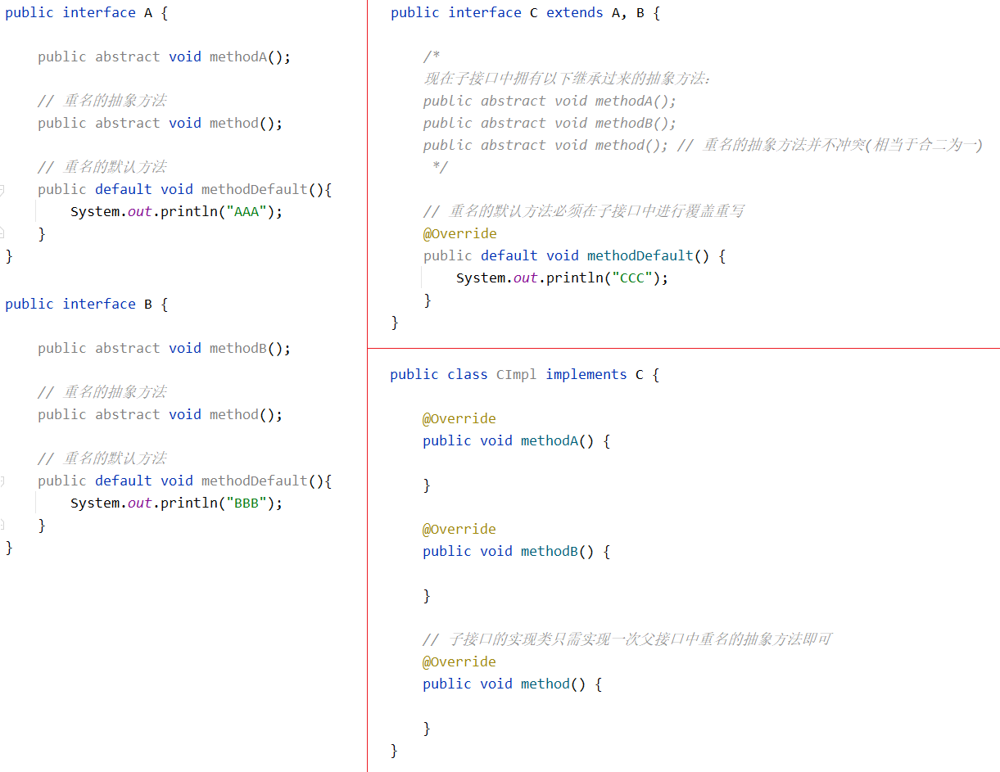 public interface A {
public abstract void methodA();
// 重名的抽象方法
public abstract void method();
// 重名的默认方法
public default void methodDefault(){
System.out.println("AAA");
}
}
public interface B {
public abstract void methodB();
// 重名的抽象方法
public abstract void method();
// 重名的默认方法
public default void methodDefault(){
System.out.println("BBB");
}
}
public interface C extends A, B {
/*
现在子接口中拥有以下继承过来的抽象方法：
public abstract void methodA();
public abstract void methodB();
public abstract void method(); // 重名的抽象方法并不冲突(相当于合二为一)
*/
// 重名的默认方法必须在子接口中进行覆盖重写
@Override
public default void methodDefault() {
System.out.println("CCC");
}
}
public class CImpl implements C {
@Override
public void methodA() {
}
@Override
public void methodB() {
}
// 子接口的实现类只需实现一次父接口中重名的抽象方法即可
@Override
public void method() {
}
}